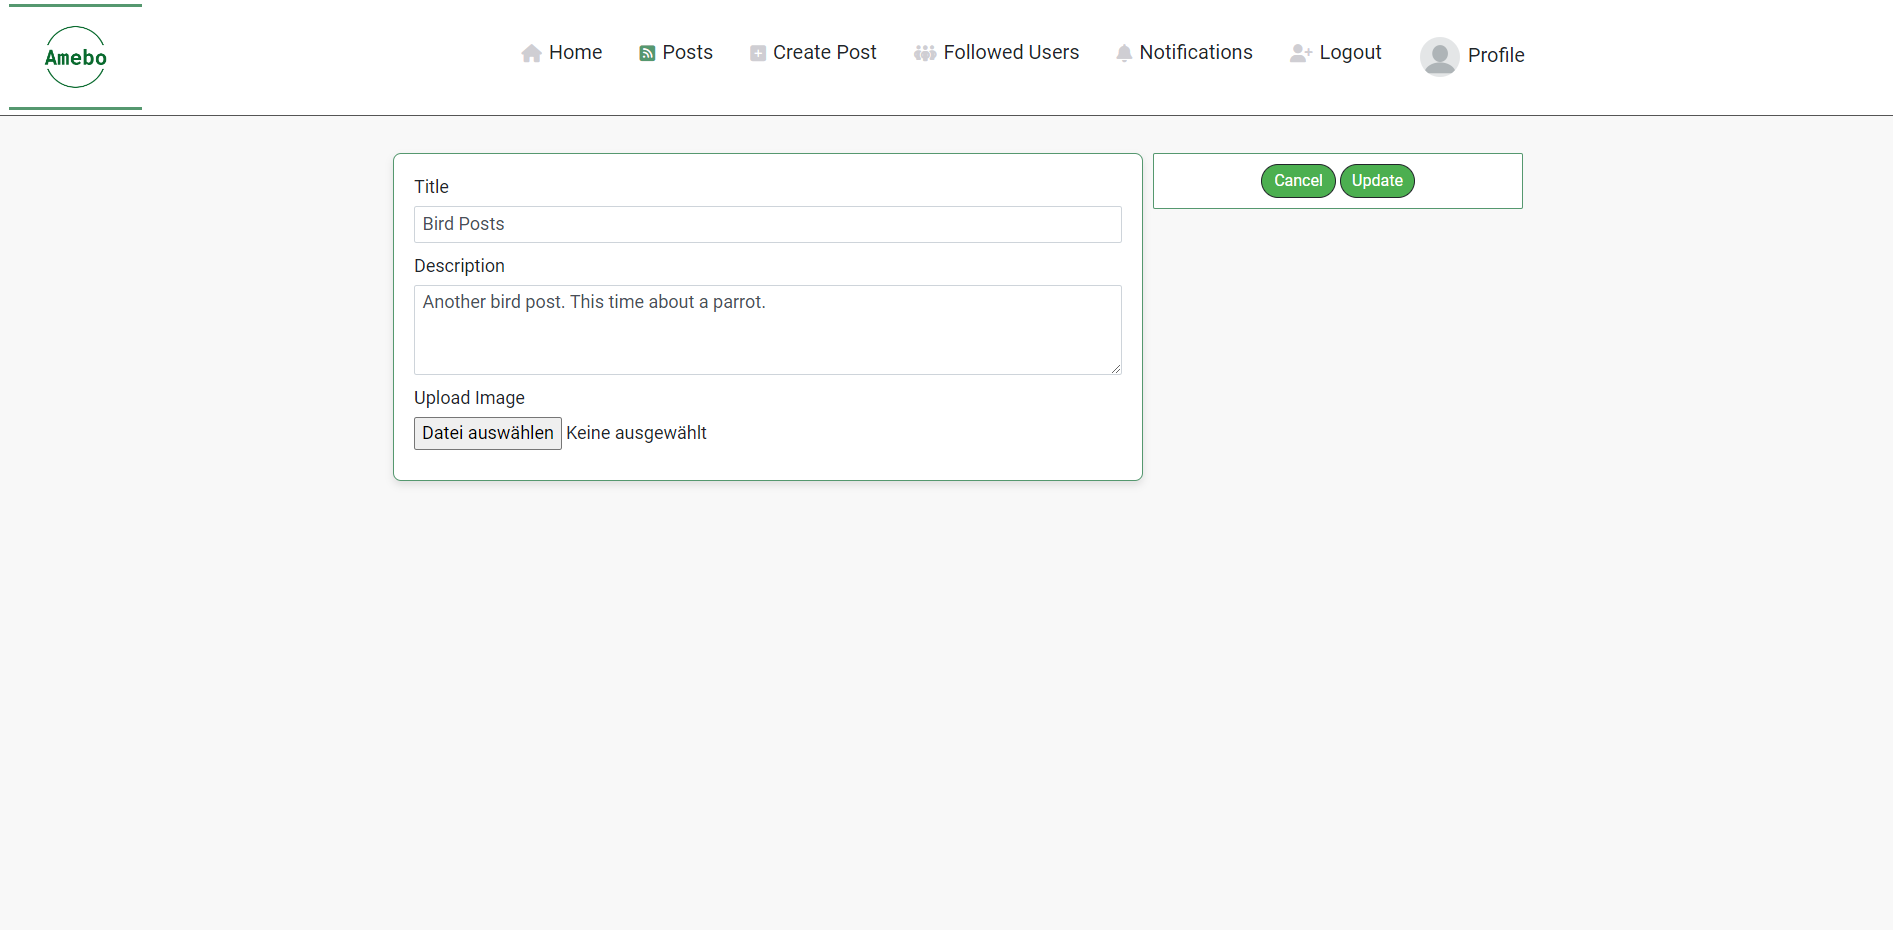 Amebo
Home Posts Create Post Followed Users Notifications Logout Profile
Title
Bird Posts
Description
Another bird post. This time about a parrot.
Upload Image
Datei auswählen Keine ausgewählt
Cancel Update